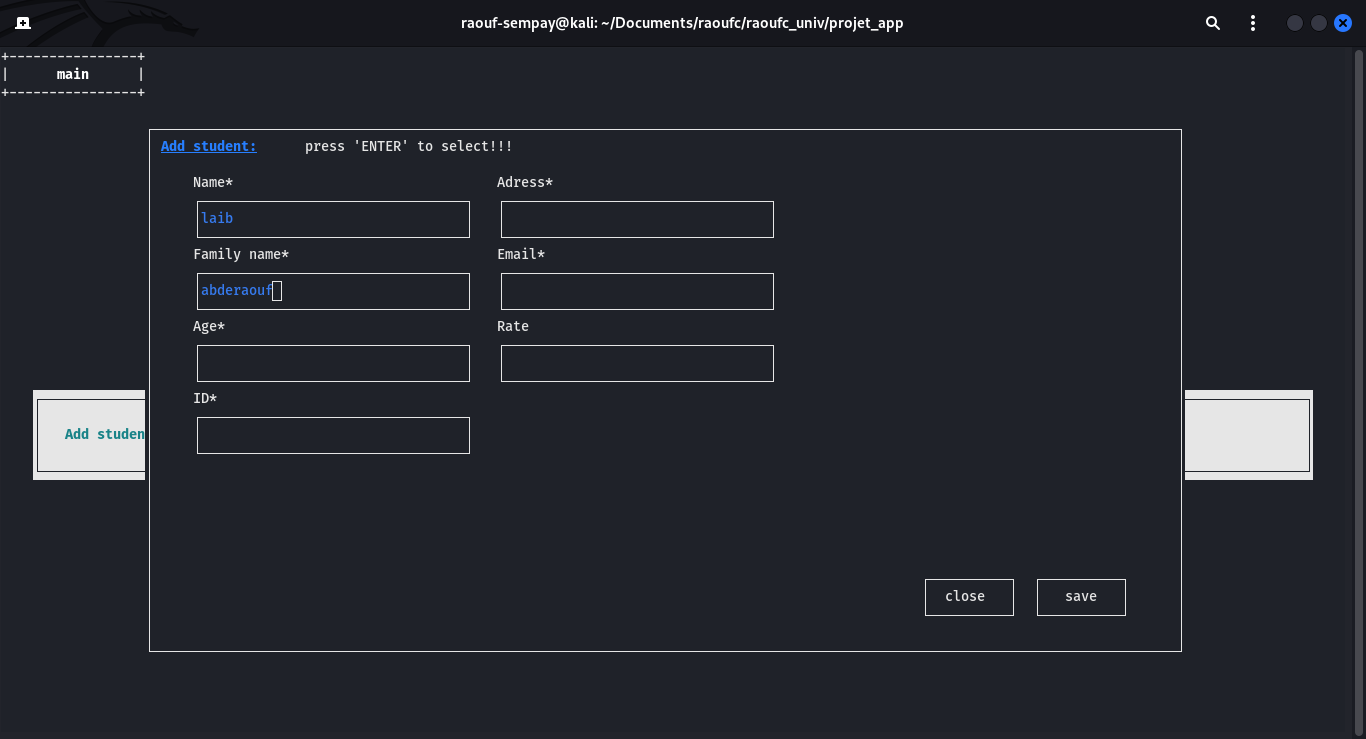 raouf-sempay@kali: ~/Documents/raoufc/raoufc_univ/projet_app
+----------------+
| main |
+----------------+
Add student: press 'ENTER' to select!!!
Name* Adress*
laib
Family name* Email*
abderaouf
Age* Rate
ID*
Add studen
close save